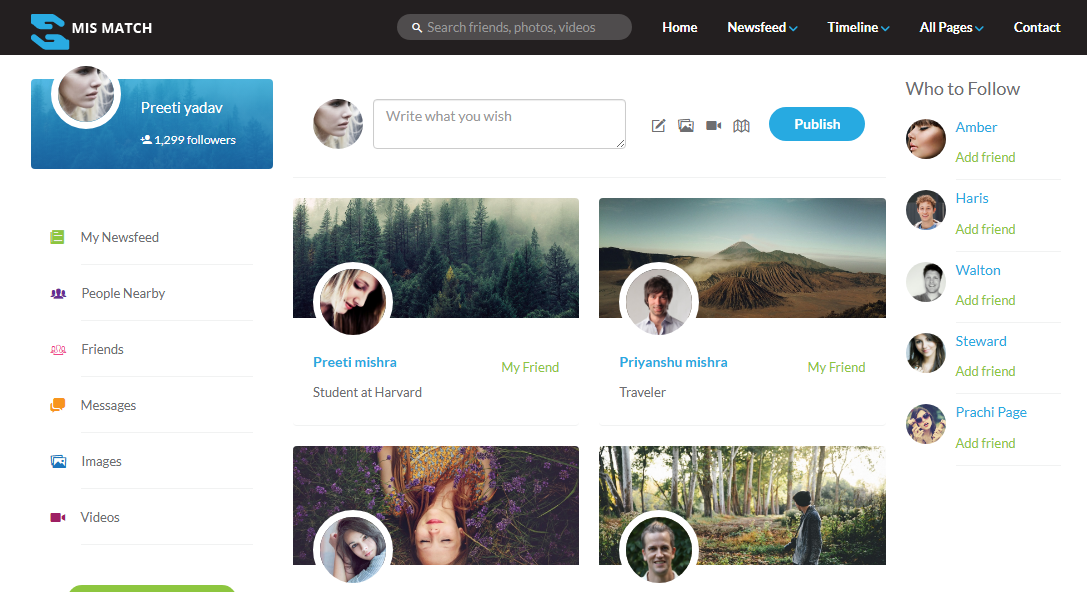 MIS MATCH
Search friends, photos, videos
Home
Newsfeed
Timeline
All Pages
Contact
Preeti yadav
1,299 followers
My Newsfeed
People Nearby
Friends
Messages
Images
Videos
Write what you wish
Publish
Preeti mishra
My Friend
Student at Harvard
Priyanshu mishra
My Friend
Traveler
Who to Follow
Amber
Add friend
Haris
Add friend
Walton
Add friend
Steward
Add friend
Prachi Page
Add friend